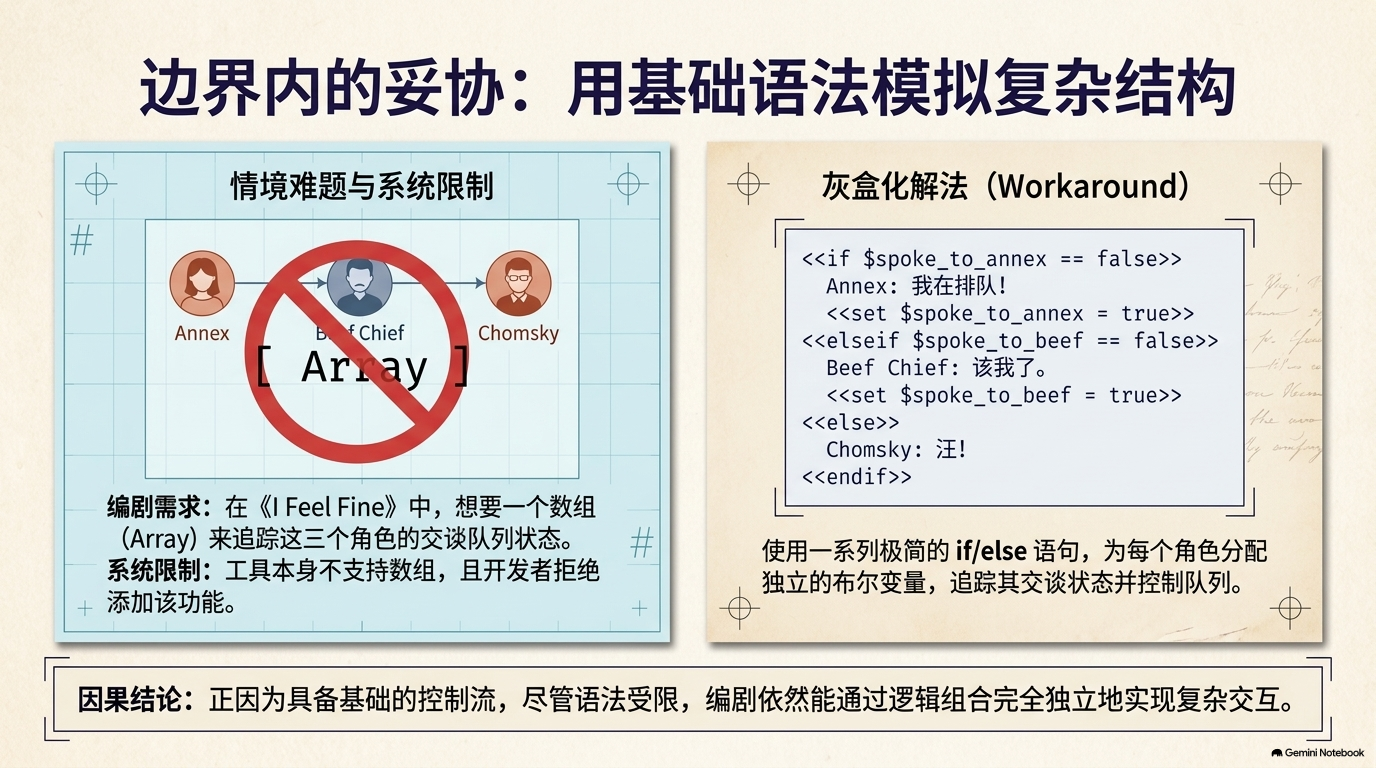 边界内的妥协：用基础语法模拟复杂结构
情境难题与系统限制
#
Annex
Beef Chief
Chomsky
[ Array ]
编剧需求：在《I Feel Fine》中，想要一个数组
（Array）来追踪这三个角色的交谈队列状态。
#
系统限制：工具本身不支持数组，且开发者拒绝
添加该功能。
灰盒化解法（Workaround）
<<if $spoke_to_annex == false>>
Annex: 我在排队！
<<set $spoke_to_annex = true>>
<<elseif $spoke_to_beef == false>>
Beef Chief: 该我了。
<<set $spoke_to_beef = true>>
<<else>>
Chomsky: 汪！
<<endif>>
使用一系列极简的 if/else 语句，为每个角色分配
独立的布尔变量，追踪其交谈状态并控制队列。
因果结论：正因为具备基础的控制流，尽管语法受限，编剧依然能通过逻辑组合完全独立地实现复杂交互。
Gemini Notebook